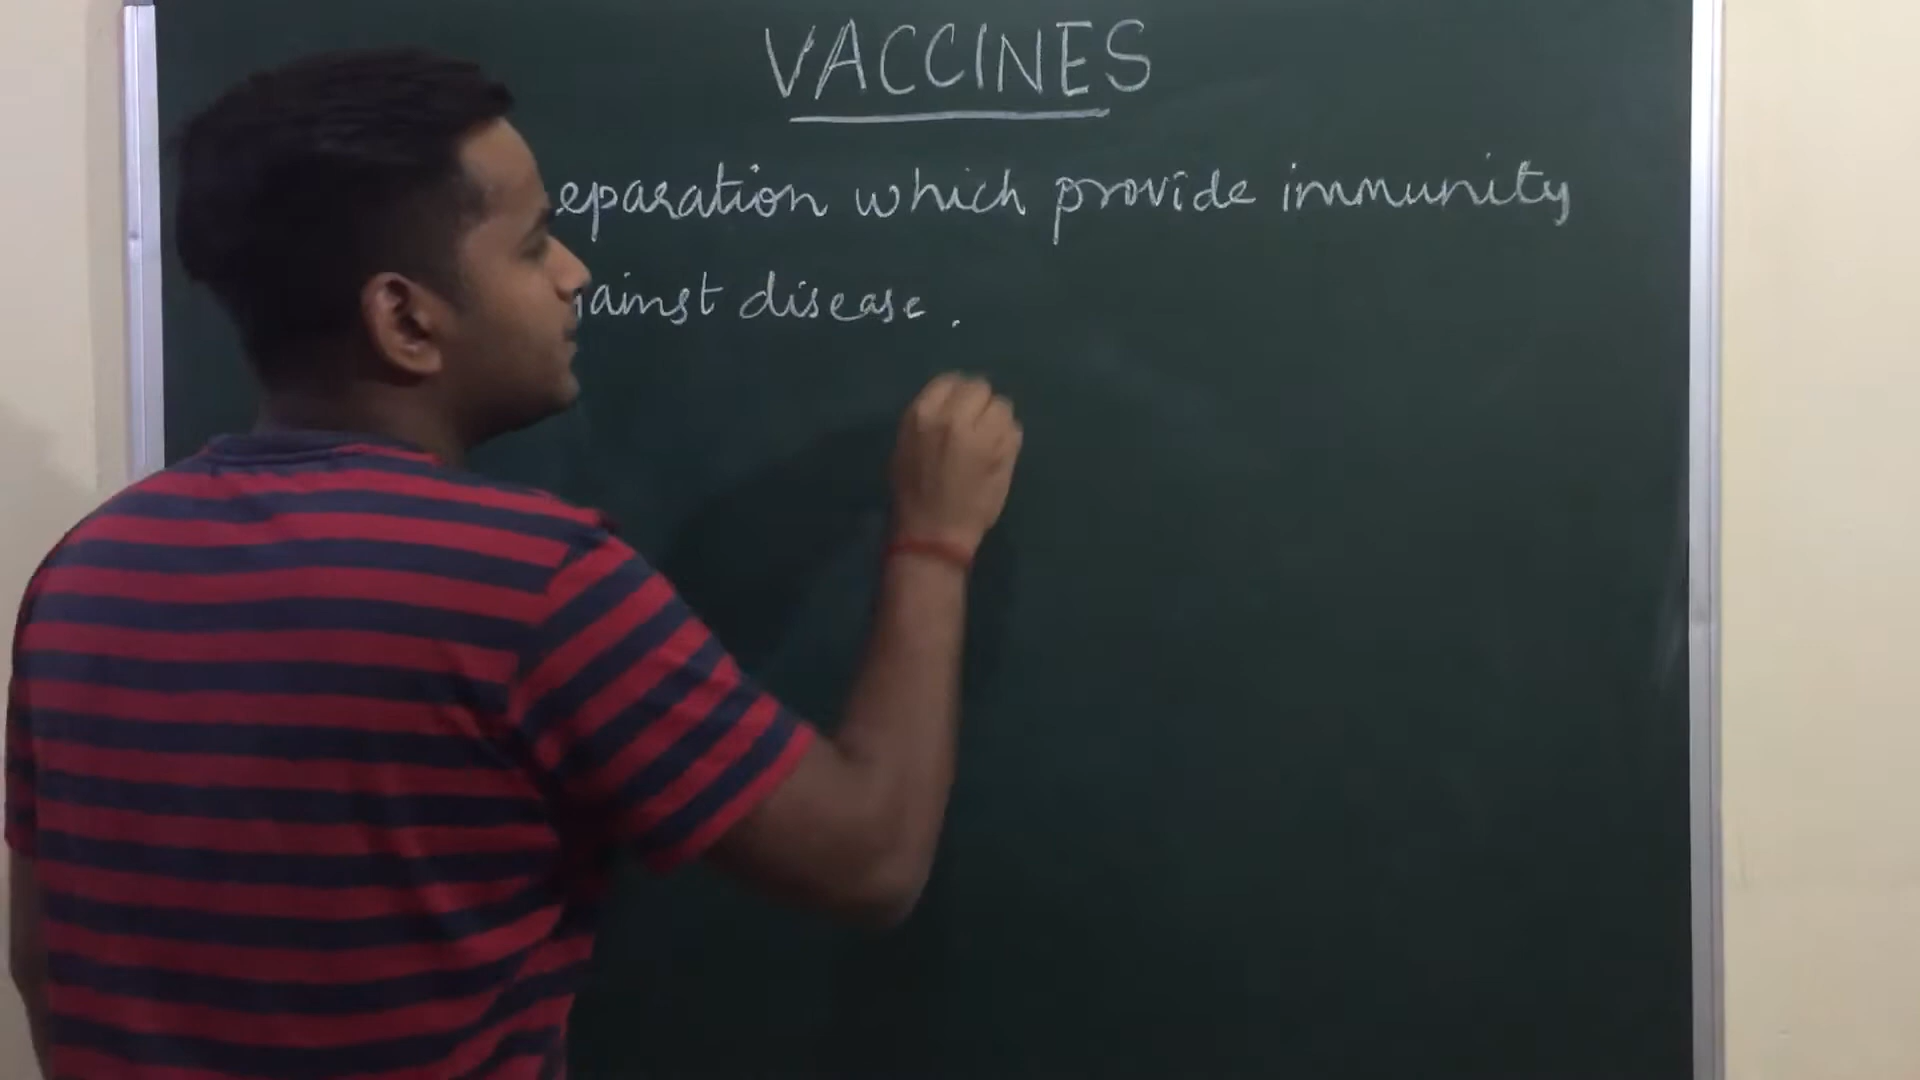 VACCINES
eparation which provide immunity
ainst disease.